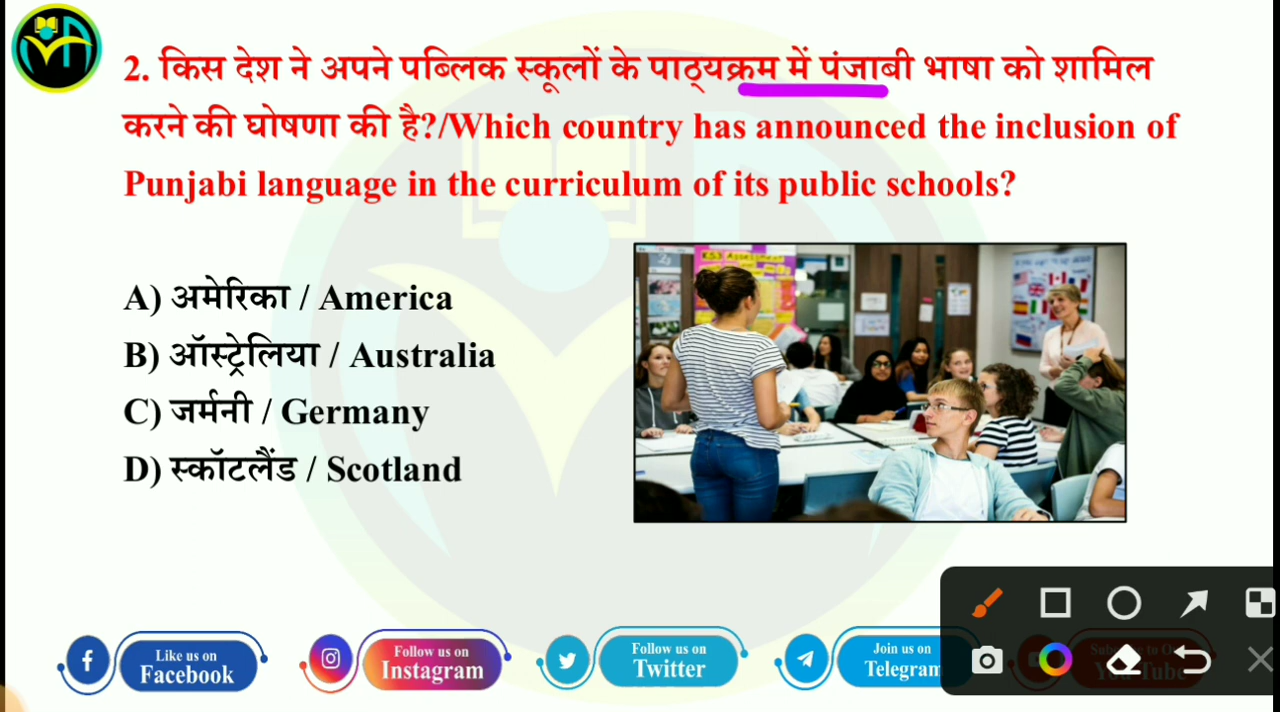 2. किस देश ने अपने पब्लिक स्कूलों के पाठ्यक्रम में पंजाबी भाषा को शामिल
करने की घोषणा की है?/Which country has announced the inclusion of
Punjabi language in the curriculum of its public schools?
A) अमेरिका / America
B) ऑस्ट्रेलिया / Australia
C) जर्मनी / Germany
D) स्कॉटलैंड / Scotland
Like us on
Facebook
Follow us on
Instagram
Follow us on
Twitter
Join us on
Telegram